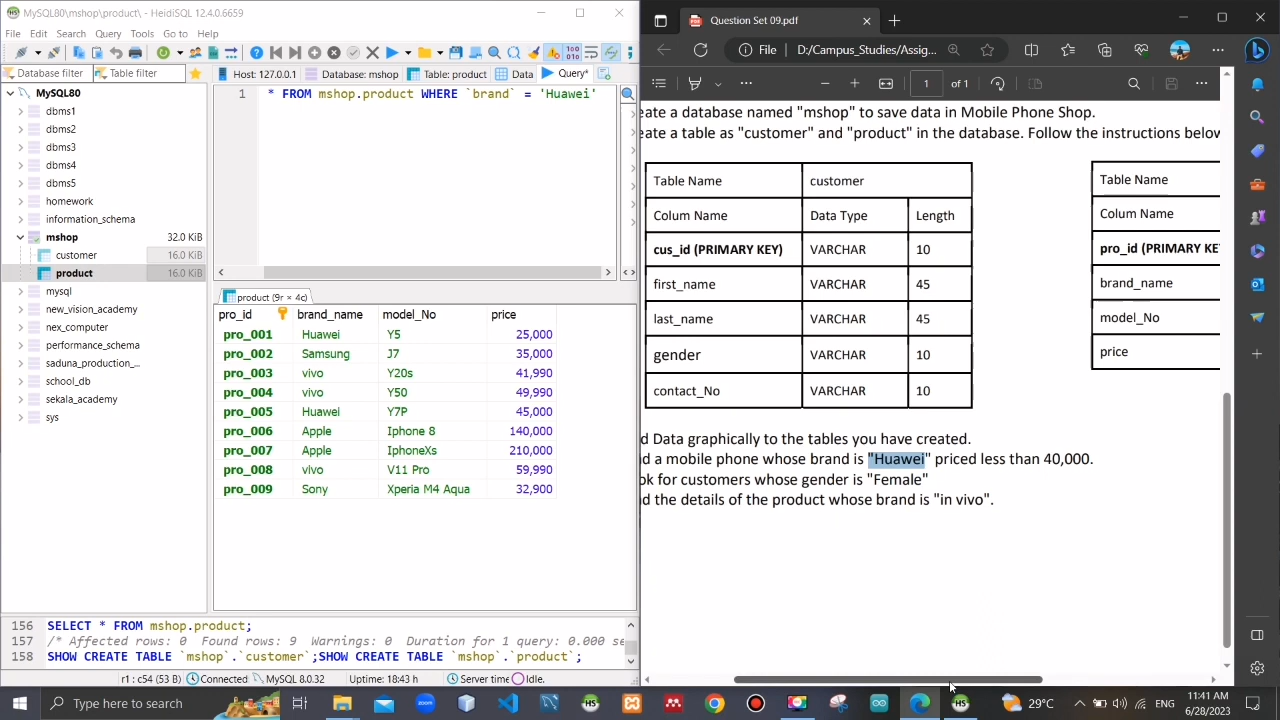 MySQL80\mshop\product\ - HeidiSQL 12.4.0.6659
File Edit Search Query Tools Go to Help
Database filter Table filter
Host: 127.0.0.1 Database: mshop Table: product Data Query*
MySQL80
dbms1
dbms2
dbms3
dbms4
dbms5
homework
information_schema
mshop 32.0 KiB
customer 16.0 KiB
product 16.0 KiB
mysql
new_vision_academy
nex_computer
performance_schema
saduna_production_...
school_db
sekala_academy
sys
1 * FROM mshop.product WHERE `brand` = 'Huawei'
product (9r × 4c)
pro_id brand_name model_No price
pro_001 Huawei Y5 25,000
pro_002 Samsung J7 35,000
pro_003 vivo Y20s 41,990
pro_004 vivo Y50 49,990
pro_005 Huawei Y7P 45,000
pro_006 Apple Iphone 8 140,000
pro_007 Apple IphoneXs 210,000
pro_008 vivo V11 Pro 59,990
pro_009 Sony Xperia M4 Aqua 32,900
156 SELECT * FROM mshop.product;
157 /* Affected rows: 0 Found rows: 9 Warnings: 0 Duration for 1 query: 0.000 se
158 SHOW CREATE TABLE `mshop`.`customer`;SHOW CREATE TABLE `mshop`.`product`;
r1 : c54 (53 B) Connected MySQL 8.0.32 Uptime: 18:43 h Server time Idle.
Question Set 09.pdf
File D:/Campus_Studies/Assig...
1 of 1
eate a database named "mshop" to save data in Mobile Phone Shop.
eate a table as "customer" and "product" in the database. Follow the instructions below
Table Name customer
Colum Name Data Type Length
cus_id (PRIMARY KEY) VARCHAR 10
first_name VARCHAR 45
last_name VARCHAR 45
gender VARCHAR 10
contact_No VARCHAR 10
Table Name
Colum Name
pro_id (PRIMARY KE
brand_name
model_No
price
d Data graphically to the tables you have created.
d a mobile phone whose brand is "Huawei" priced less than 40,000.
ok for customers whose gender is "Female"
d the details of the product whose brand is "in vivo".
Type here to search
29°C ENG 11:41 AM
6/28/2023